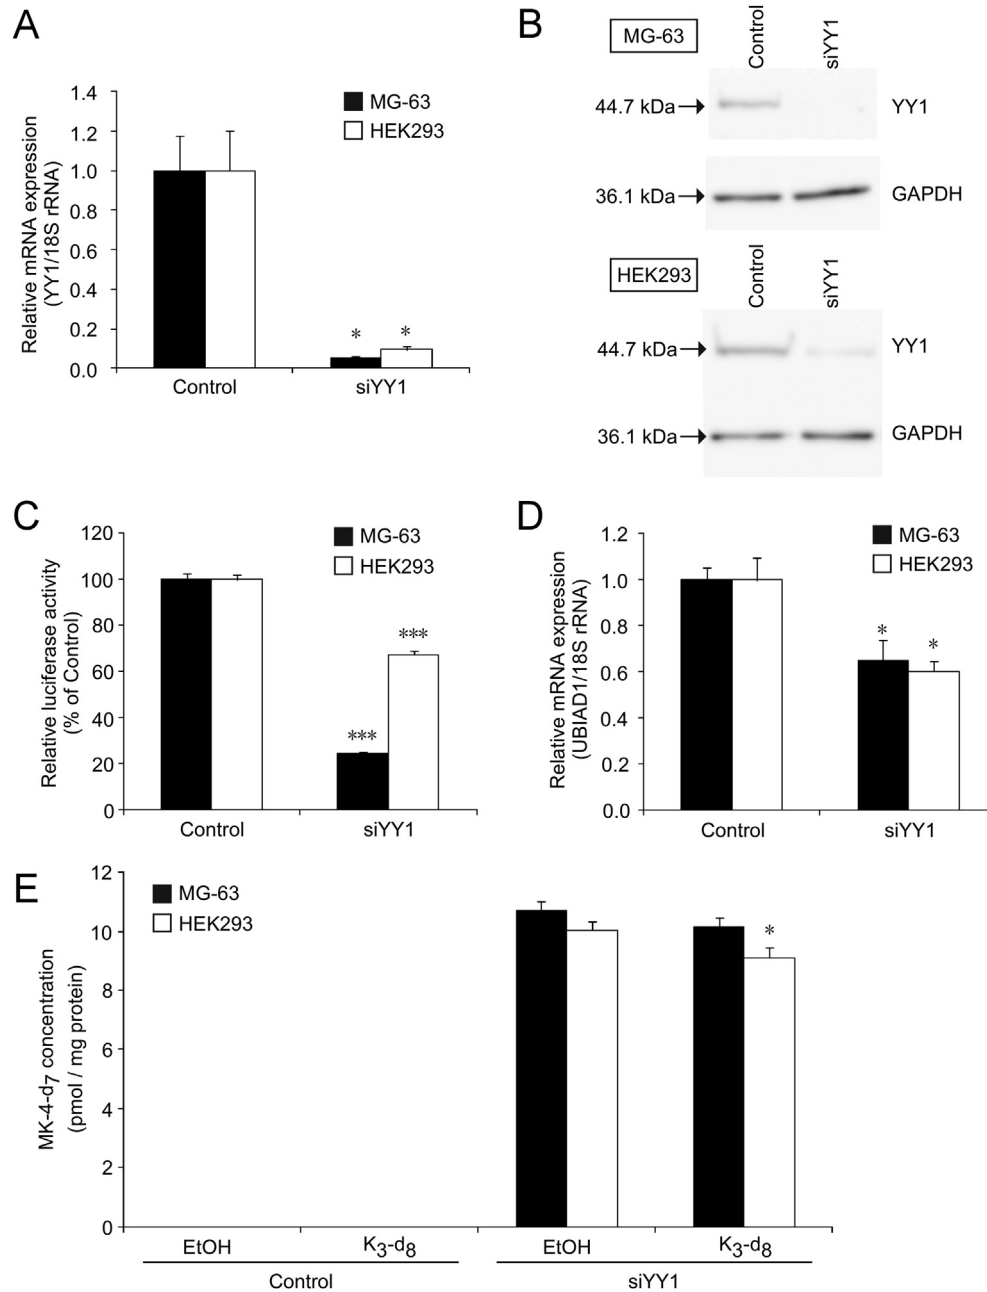 A
1.4
1.2
1.0
0.8
0.6
0.4
0.2
0.0
Relative mRNA expression
(YY1/18S rRNA)
MG-63
HEK293
* *
Control siYY1
B
MG-63
Control siYY1
44.7 kDa YY1
36.1 kDa GAPDH
HEK293
Control siYY1
44.7 kDa YY1
36.1 kDa GAPDH
C
120
100
80
60
40
20
0
Relative luciferase activity
(% of Control)
MG-63
HEK293
***
***
Control siYY1
D
1.2
1.0
0.8
0.6
0.4
0.2
0.0
Relative mRNA expression
(UBIAD1/18S rRNA)
MG-63
HEK293
* *
Control siYY1
E
12
10
8
6
4
2
0
MK-4-d7 concentration
(pmol / mg protein)
MG-63
HEK293
*
EtOH K3-d8 EtOH K3-d8
Control siYY1